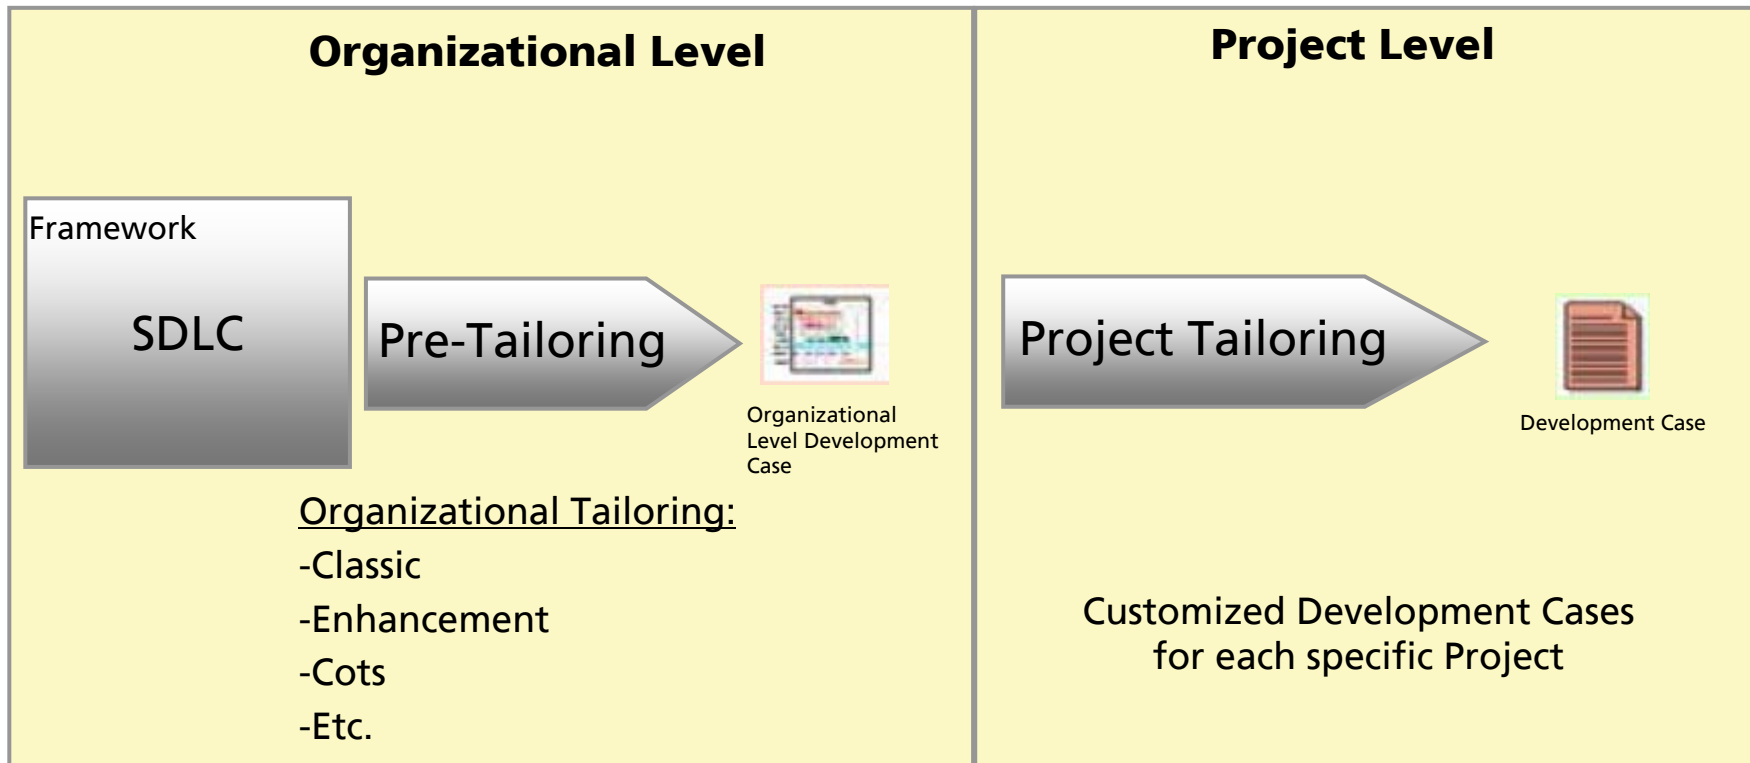 Organizational Level
Framework
SDLC
Pre-Tailoring
Organizational
Level Development
Case
Organizational Tailoring:
-Classic
-Enhancement
-Cots
-Etc.
Project Level
Project Tailoring
Development Case
Customized Development Cases
for each specific Project